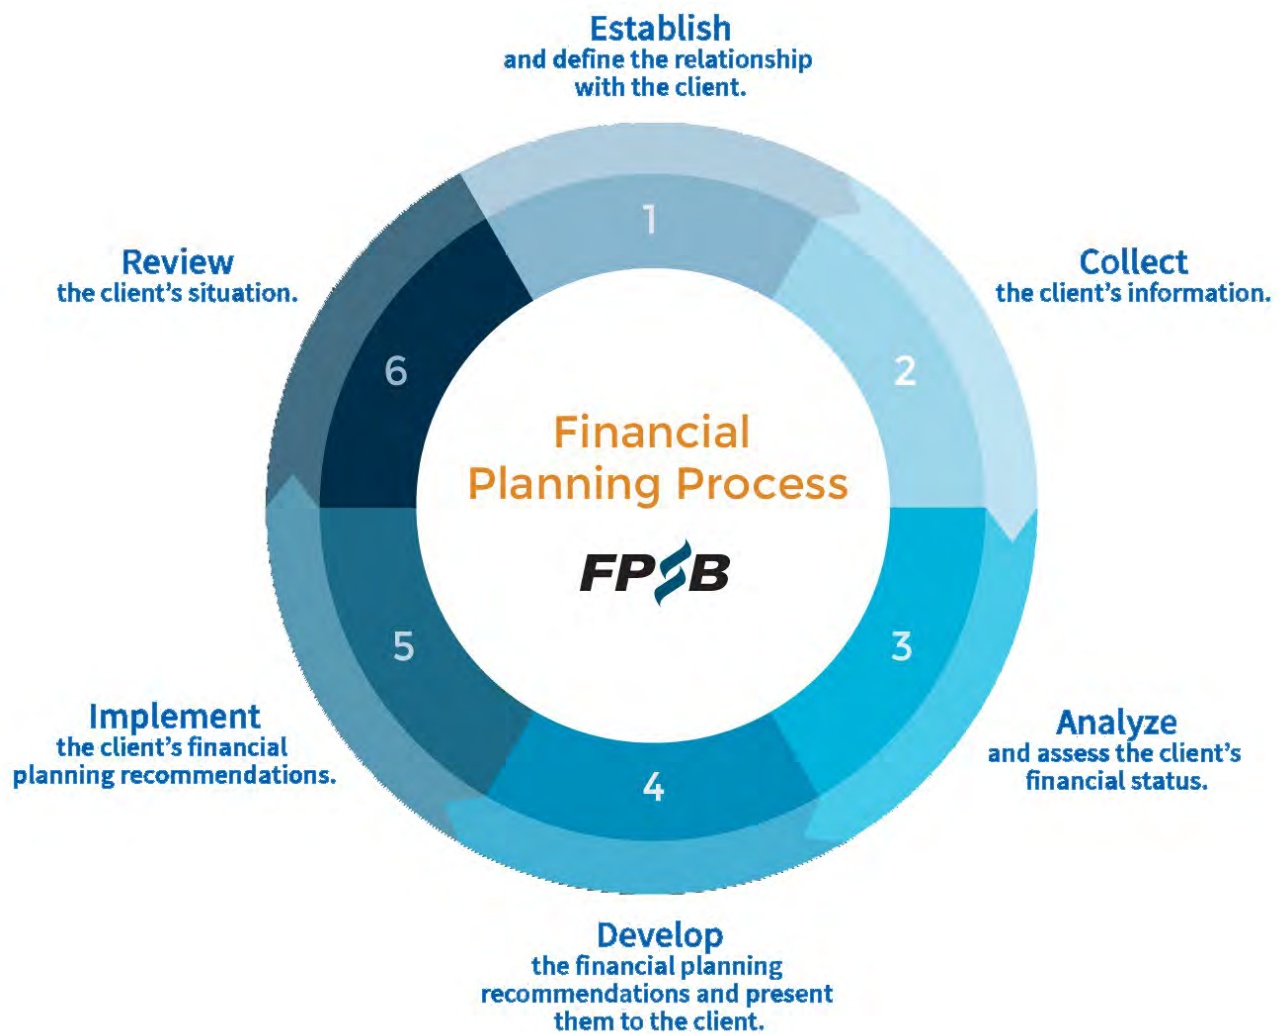 Establish
and define the relationship
with the client.
1
Collect
the client's information.
2
Analyze
and assess the client's
financial status.
3
Develop
the financial planning
recommendations and present
them to the client.
4
Implement
the client's financial
planning recommendations.
5
Review
the client's situation.
6
Financial
Planning Process
FPSB